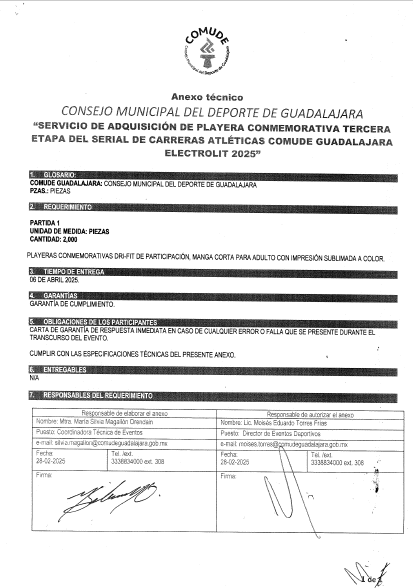 COMUDE
Consejo Municipal del Deporte de Guadalajara
Anexo técnico
CONSEJO MUNICIPAL DEL DEPORTE DE GUADALAJARA
“SERVICIO DE ADQUISICIÓN DE PLAYERA CONMEMORATIVA TERCERA
ETAPA DEL SERIAL DE CARRERAS ATLÉTICAS COMUDE GUADALAJARA
ELECTROLIT 2025”
1. GLOSARIO:
COMUDE GUADALAJARA: CONSEJO MUNICIPAL DEL DEPORTE DE GUADALAJARA
PZAS.: PIEZAS
2. REQUERIMIENTO
PARTIDA 1
UNIDAD DE MEDIDA: PIEZAS
CANTIDAD: 2,000
PLAYERAS CONMEMORATIVAS DRI-FIT DE PARTICIPACIÓN, MANGA CORTA PARA ADULTO CON IMPRESIÓN SUBLIMADA A COLOR.
3. TIEMPO DE ENTREGA
06 DE ABRIL 2025.
4. GARANTÍAS
GARANTÍA DE CUMPLIMIENTO.
5. OBLIGACIONES DE LOS PARTICIPANTES
CARTA DE GARANTÍA DE RESPUESTA INMEDIATA EN CASO DE CUALQUIER ERROR O FALLA QUE SE PRESENTE DURANTE EL
TRANSCURSO DEL EVENTO.
CUMPLIR CON LAS ESPECIFICACIONES TÉCNICAS DEL PRESENTE ANEXO.
6. ENTREGABLES
N/A
7. RESPONSABLES DEL REQUERIMIENTO
Responsable de elaborar el anexo
Responsable de autorizar el anexo
Nombre: Mtra. María Silvia Magallón Orendain
Nombre: Lic. Moisés Eduardo Torres Frías
Puesto: Coordinadora Técnica de Eventos
Puesto: Director de Eventos Deportivos
e-mail: silvia.magallon@comudeguadalajara.gob.mx
e-mail: moises.torres@comudeguadalajara.gob.mx
Fecha: 28-02-2025
Tel. /ext. 3338834000 ext. 308
Fecha: 28-02-2025
Tel. /ext. 3338834000 ext. 308
Firma:
Firma:
1 de